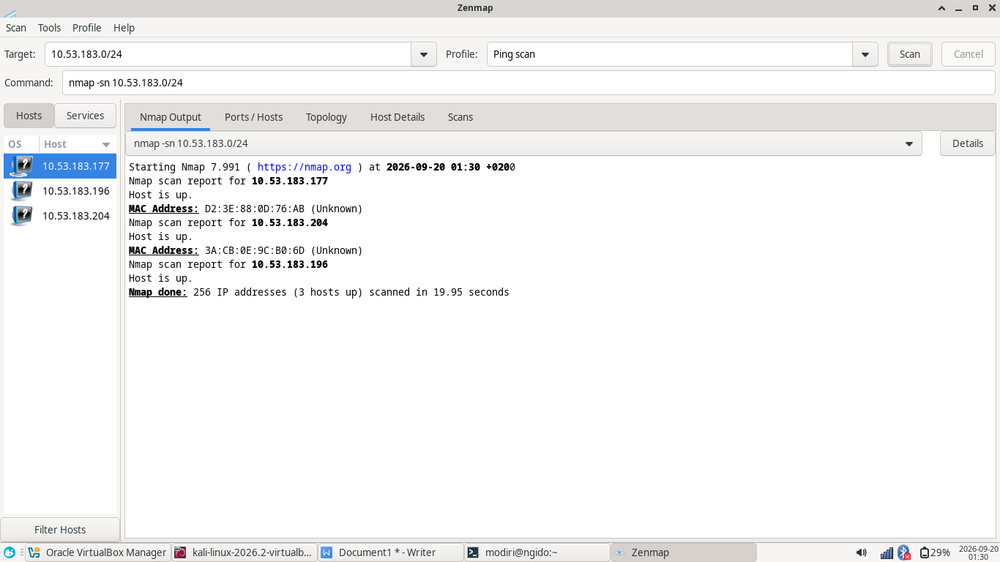 Zenmap
Scan Tools Profile Help
Target: 10.53.183.0/24 Profile: Ping scan Scan Cancel
Command: nmap -sn 10.53.183.0/24
Hosts Services
Nmap Output Ports / Hosts Topology Host Details Scans
OS Host
nmap -sn 10.53.183.0/24 Details
10.53.183.177
10.53.183.196
10.53.183.204
Starting Nmap 7.991 ( https://nmap.org ) at 2026-09-20 01:30 +0200
Nmap scan report for 10.53.183.177
Host is up.
MAC Address: D2:3E:88:0D:76:AB (Unknown)
Nmap scan report for 10.53.183.204
Host is up.
MAC Address: 3A:CB:0E:9C:B0:6D (Unknown)
Nmap scan report for 10.53.183.196
Host is up.
Nmap done: 256 IP addresses (3 hosts up) scanned in 19.95 seconds
Filter Hosts
Oracle VirtualBox Manager kali-linux-2026.2-virtualb... Document1 * - Writer modiri@ngido:~ Zenmap 29% 2026-09-20
01:30